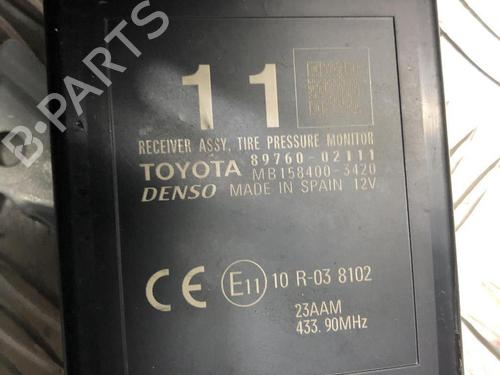 B-PARTS
11
RECEIVER ASSY, TIRE PRESSURE MONITOR
TOYOTA 89760-02111
MB158400-3420
DENSO MADE IN SPAIN 12V
CE E11 10 R-03 8102
23AAM
433.90MHz